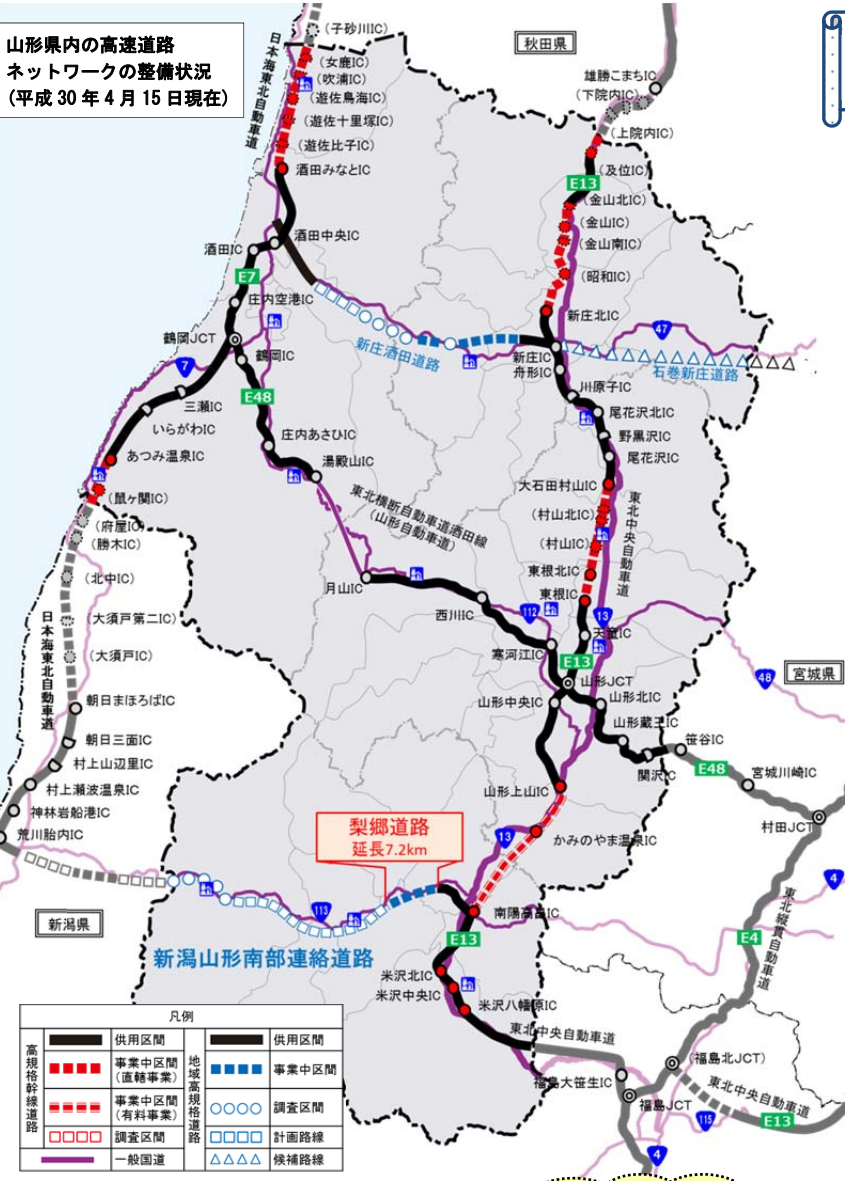 山形県内の高速道路
ネットワークの整備状況
(平成 30 年 4 月 15 日現在)
秋田県
(子砂川IC)
日本海東北自動車道
(女鹿IC)
(吹浦IC)
(遊佐鳥海IC)
(遊佐十里塚IC)
(遊佐比子IC)
酒田みなとIC
雄勝こまちIC
(下院内IC)
(上院内IC)
(及位IC)
E13
(金山北IC)
(金山IC)
(金山南IC)
(昭和IC)
新庄北IC
酒田中央IC
酒田IC
E7
庄内空港IC
鶴岡JCT
鶴岡IC
新庄酒田道路
新庄IC
舟形IC
47
石巻新庄道路
7
三瀬IC
いらがわIC
あつみ温泉IC
E48
庄内あさひIC
湯殿山IC
川原子IC
尾花沢北IC
野黒沢IC
尾花沢IC
大石田村山IC
(村山北IC)
(村山IC)
東根北IC
東根IC
東北中央自動車道
東北横断自動車道酒田線
(山形自動車道)
(鼠ヶ関IC)
(府屋IC)
(勝木IC)
(北中IC)
(大須戸第二IC)
(大須戸IC)
日本海東北自動車道
朝日まほろばIC
朝日三面IC
村上山辺里IC
村上瀬波温泉IC
神林岩船港IC
荒川胎内IC
月山IC
西川IC
112
13
天童IC
寒河江IC
E13
山形JCT
山形中央IC
山形北IC
山形蔵王IC
関沢IC
笹谷IC
E48
宮城川崎IC
48
宮城県
村田JCT
山形上山IC
13
かみのやま温泉IC
梨郷道路
延長7.2km
113
南陽高畠IC
新潟県
新潟山形南部連絡道路
E13
米沢北IC
米沢中央IC
米沢八幡原IC
東北中央自動車道
4
E4
東北縦貫自動車道
福島大笹生IC
(福島北JCT)
福島JCT
東北中央自動車道
E13
115
4
凡例
高規格幹線道路
供用区間
事業中区間
(直轄事業)
事業中区間
(有料事業)
調査区間
一般国道
地域高規格道路
供用区間
事業中区間
調査区間
計画路線
候補路線